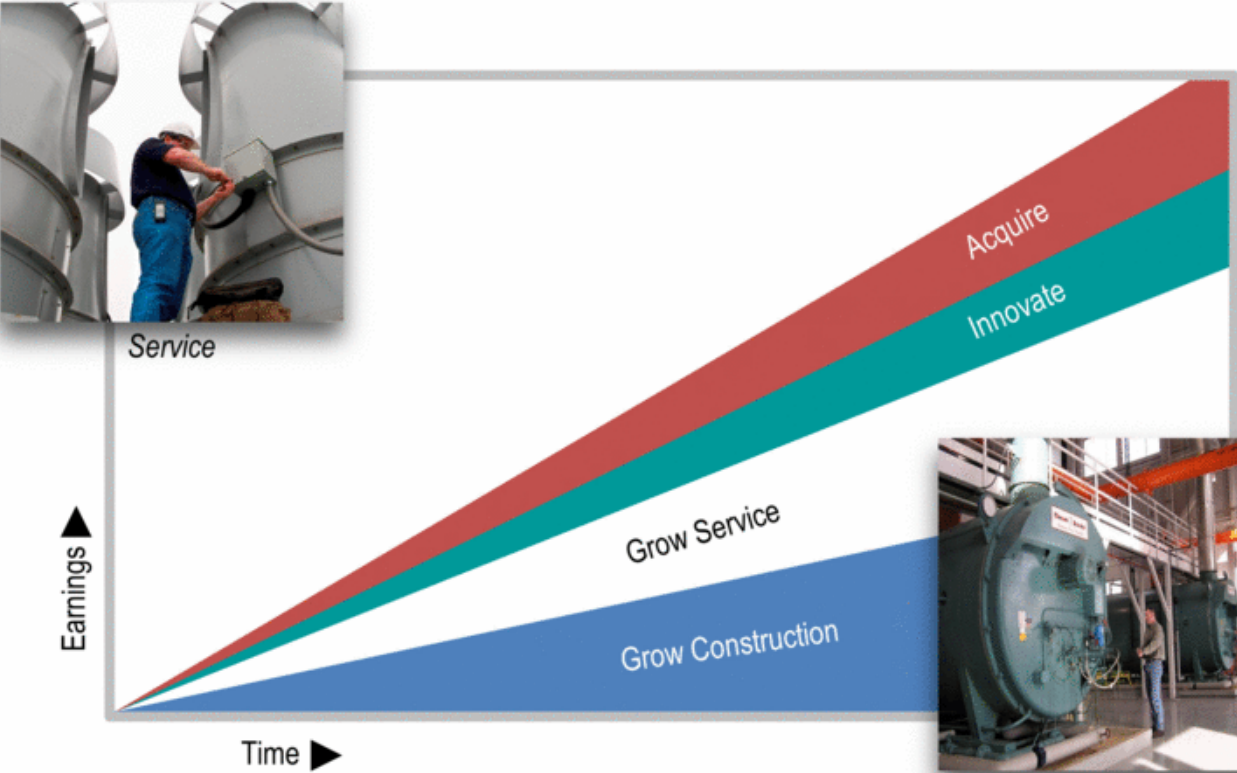 Service
Acquire
Innovate
Grow Service
Grow Construction
Earnings ▲
Time ▶